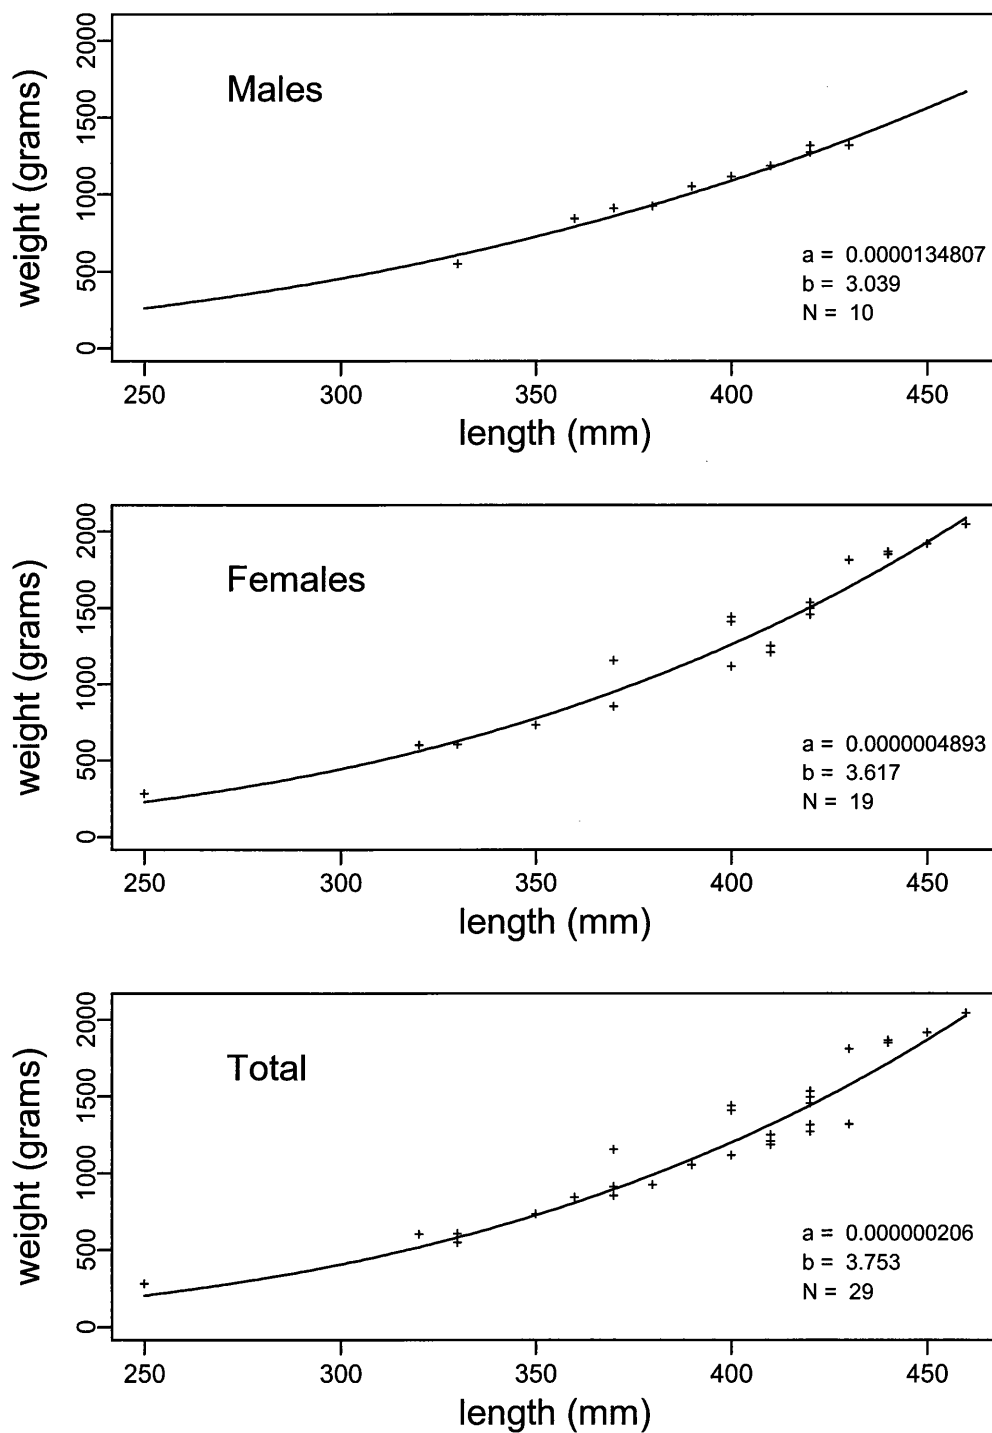 Males
weight (grams)
2000
1500
1000
500
0
a = 0.0000134807
b = 3.039
N = 10
250 300 350 400 450
length (mm)
Females
weight (grams)
2000
1500
1000
500
0
a = 0.0000004893
b = 3.617
N = 19
250 300 350 400 450
length (mm)
Total
weight (grams)
2000
1500
1000
500
0
a = 0.000000206
b = 3.753
N = 29
250 300 350 400 450
length (mm)